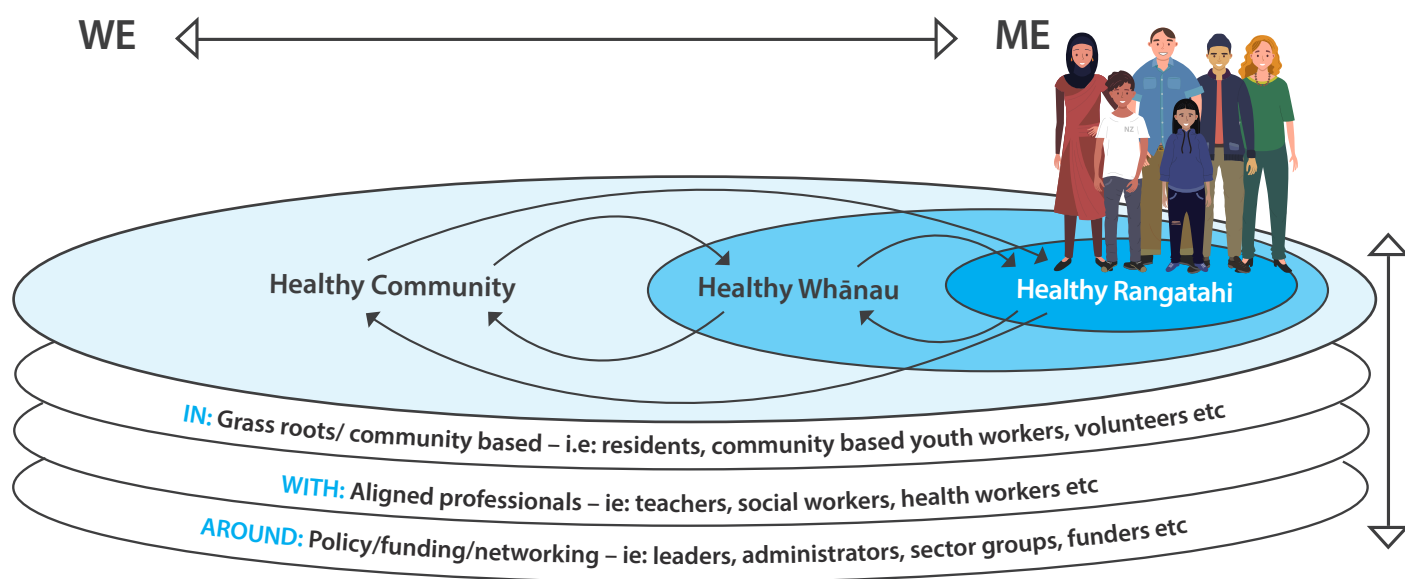 WE
ME
NZ
Healthy Community
Healthy Whānau
Healthy Rangatahi
IN: Grass roots/ community based – i.e: residents, community based youth workers, volunteers etc
WITH: Aligned professionals – ie: teachers, social workers, health workers etc
AROUND: Policy/funding/networking – ie: leaders, administrators, sector groups, funders etc